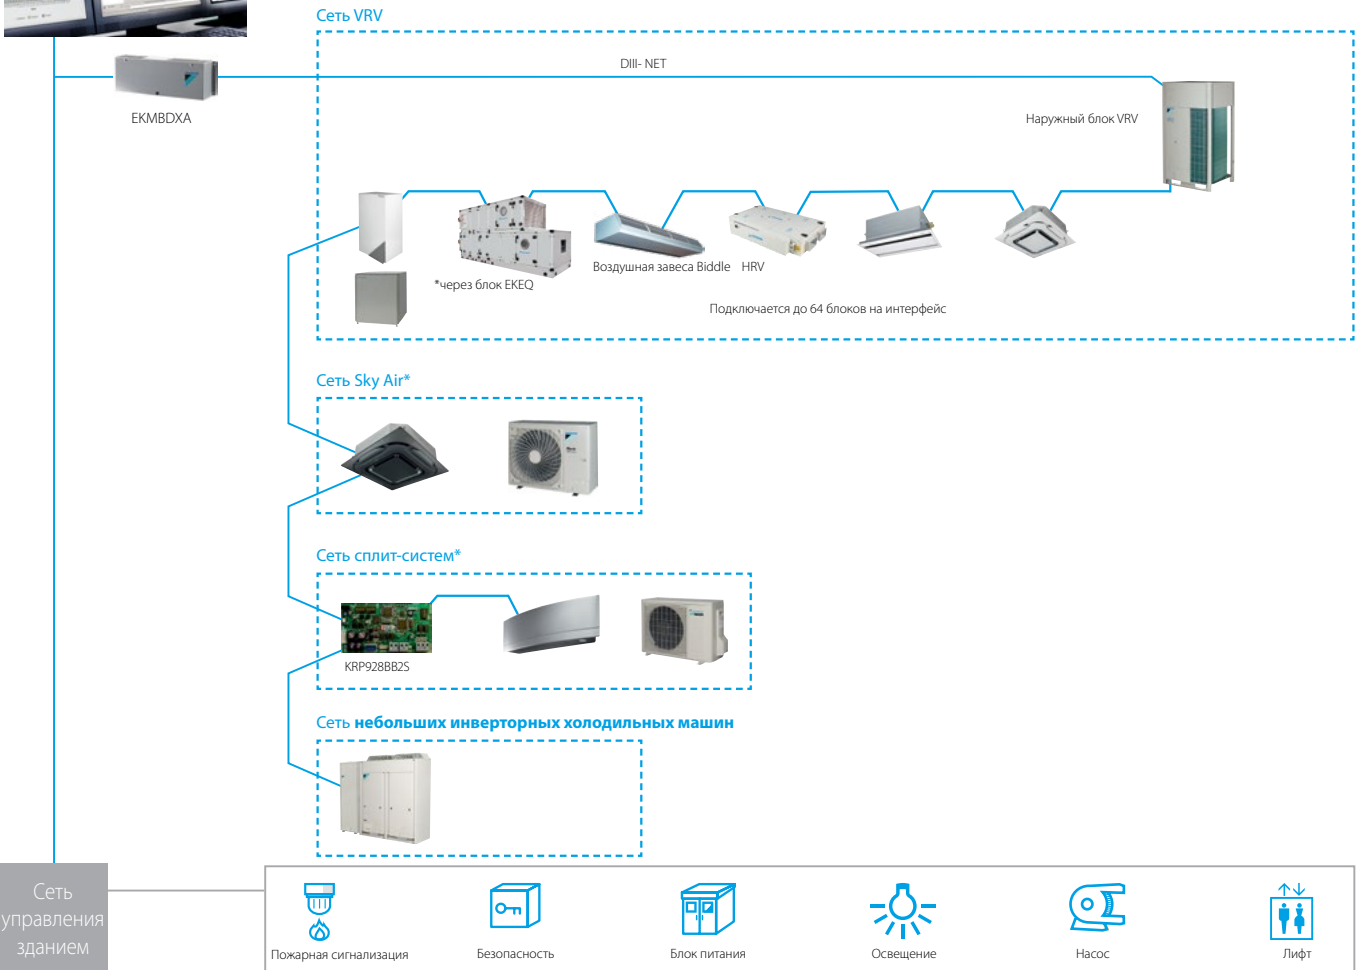 Сеть VRV
DIII- NET
EKMBDXA
Наружный блок VRV
Воздушная завеса Biddle
HRV
*через блок EKEQ
Подключается до 64 блоков на интерфейс
Сеть Sky Air*
Сеть сплит-систем*
KRP928BB2S
Сеть небольших инверторных холодильных машин
Сеть
управления
зданием
Пожарная сигнализация
Безопасность
Блок питания
Освещение
Насос
Лифт